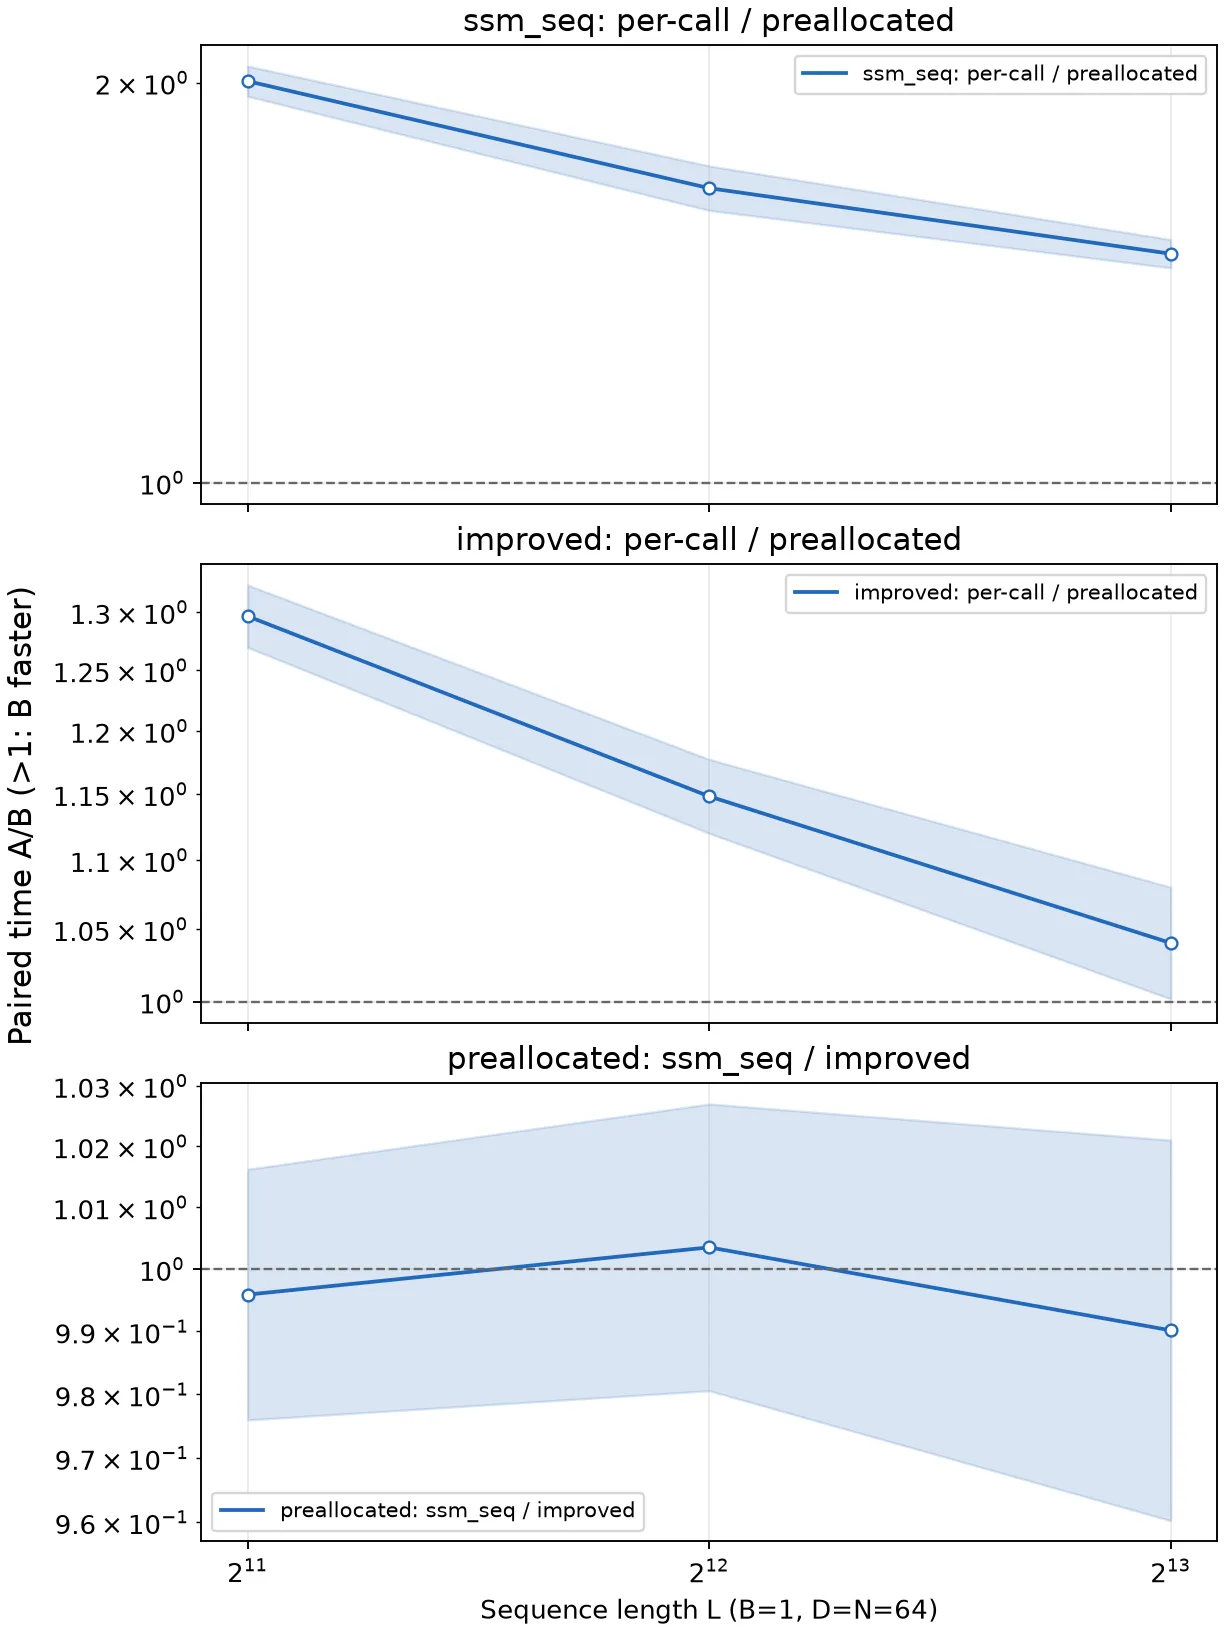 ssm_seq: per-call / preallocated
ssm_seq: per-call / preallocated
2 × 10⁰
10⁰
improved: per-call / preallocated
improved: per-call / preallocated
1.3 × 10⁰
1.25 × 10⁰
1.2 × 10⁰
1.15 × 10⁰
1.1 × 10⁰
1.05 × 10⁰
10⁰
Paired time A/B (>1: B faster)
preallocated: ssm_seq / improved
1.03 × 10⁰
1.02 × 10⁰
1.01 × 10⁰
10⁰
9.9 × 10⁻¹
9.8 × 10⁻¹
9.7 × 10⁻¹
9.6 × 10⁻¹
preallocated: ssm_seq / improved
2¹¹ 2¹² 2¹³
Sequence length L (B=1, D=N=64)